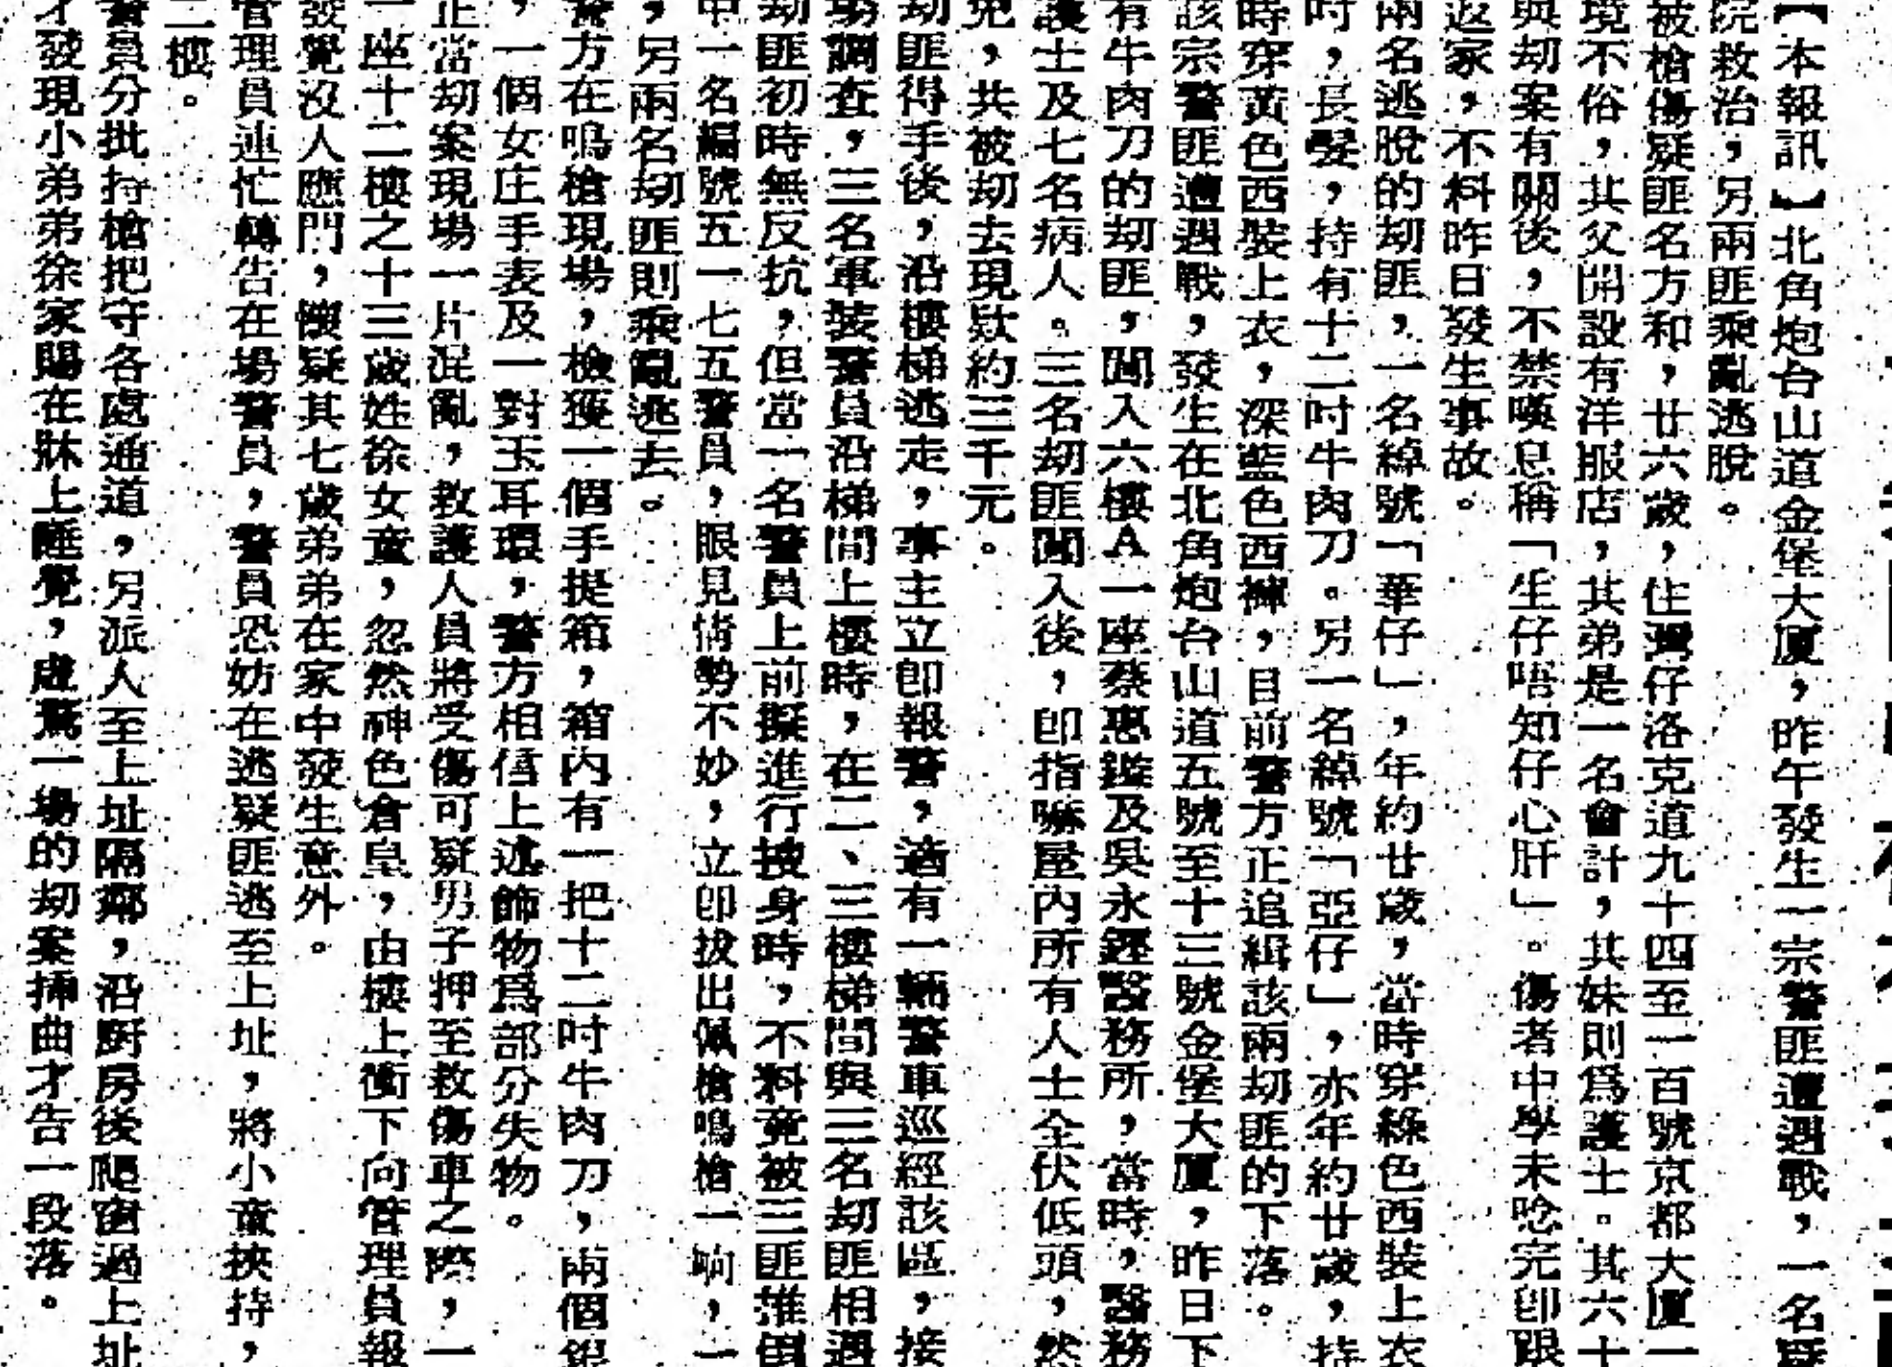 【本報訊】北角炮台山道金堡大厦，昨午發生一宗警匪遭遇戰，一名疑
院救治，另兩匪乘亂逃脫。
被槍傷疑匪名方和，廿六歲，住灣仔洛克道九十四至一百號京都大厦一
境不俗，其父開設有洋服店，其弟是一名會計，其妹則爲護士。其六十
與刧案有關後，不禁嘆息稱「生仔唔知仔心肝」。傷者中學未唸完卽跟
返家，不料昨日發生事故。
兩名逃脫的刧匪，一名綽號「華仔」，年約廿歲，當時穿綠色西裝上衣
吋，長髮，持有十二吋牛肉刀。另一名綽號「亞仔」，亦年約廿歲，持
時穿黃色西裝上衣，深藍色西褲，目前警方正追緝該兩刧匪的下落。
該宗警匪遭遇戰，發生在北角炮台山道五號至十三號金堡大厦，昨日下
有牛肉刀的刧匪，闖入六樓A一座蔡惠鎰及吳永鏗醫務所，當時，醫務
護士及七名病人。三名刧匪闖入後，卽指嚇屋內所有人士全伏低頭，然
免，共被刧去現欵約三千元。
刧匪得手後，沿樓梯逃走，事主立卽報警，適有一輛警車巡經該區，接
場調查，三名軍裝警員沿梯間上樓時，在二、三樓梯間與三名刧匪相遇
刧匪初時無反抗，但當一名警員上前擬進行搜身時，不料竟被三匪推倒
中一名編號五一七五警員，眼見情勢不妙，立卽拔出佩槍鳴槍一响，一
，另兩名刧匪則乘亂逃去。
警方在鳴槍現場，檢獲一個手提箱，箱內有一把十二吋牛肉刀，兩個銀
，一個女庄手表及一對玉耳環，警方相信上述飾物爲部分失物。
正當刧案現場一片混亂，救護人員將受傷可疑男子押至救傷車之際，一
一座十二樓之十三歲姓徐女童，忽然神色倉皇，由樓上衝下向管理員報
發覺沒人應門，懷疑其七歲弟弟在家中發生意外。
管理員連忙轉告在場警員，警員恐妨在逃疑匪逃至上址，將小童挾持，
二樓。
警員分批持槍把守各處通道，另派人至上址隔鄰，沿厨房後爬窗過上址
才發現小弟弟徐家賜在牀上睡覺，虛驚一場的刧案揷曲才告一段落。